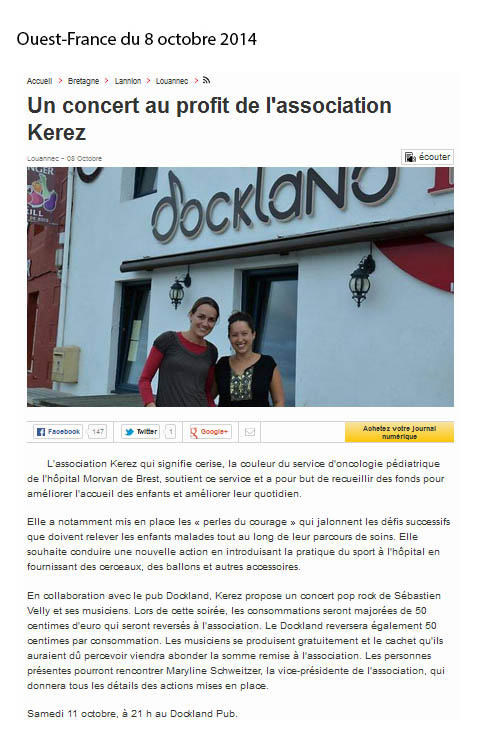 Ouest-France du 8 octobre 2014
Accueil > Bretagne > Lannion > Louannec >
Un concert au profit de l'association
Kerez
Louannec - 08 Octobre
écouter
dockland
GRILL
Facebook 147 Twitter 1 Google+
Achetez votre journal
numérique
L'association Kerez qui signifie cerise, la couleur du service d'oncologie pédiatrique
de l'hôpital Morvan de Brest, soutient ce service et a pour but de recueillir des fonds pour
améliorer l'accueil des enfants et améliorer leur quotidien.
Elle a notamment mis en place les « perles du courage » qui jalonnent les défis successifs
que doivent relever les enfants malades tout au long de leur parcours de soins. Elle
souhaite conduire une nouvelle action en introduisant la pratique du sport à l'hôpital en
fournissant des cerceaux, des ballons et autres accessoires.
En collaboration avec le pub Dockland, Kerez propose un concert pop rock de Sébastien
Velly et ses musiciens. Lors de cette soirée, les consommations seront majorées de 50
centimes d'euro qui seront reversés à l'association. Le Dockland reversera également 50
centimes par consommation. Les musiciens se produisent gratuitement et le cachet qu'ils
auraient dû percevoir viendra abonder la somme remise à l'association. Les personnes
présentes pourront rencontrer Maryline Schweitzer, la vice-présidente de l'association, qui
donnera tous les détails des actions mises en place.
Samedi 11 octobre, à 21 h au Dockland Pub.